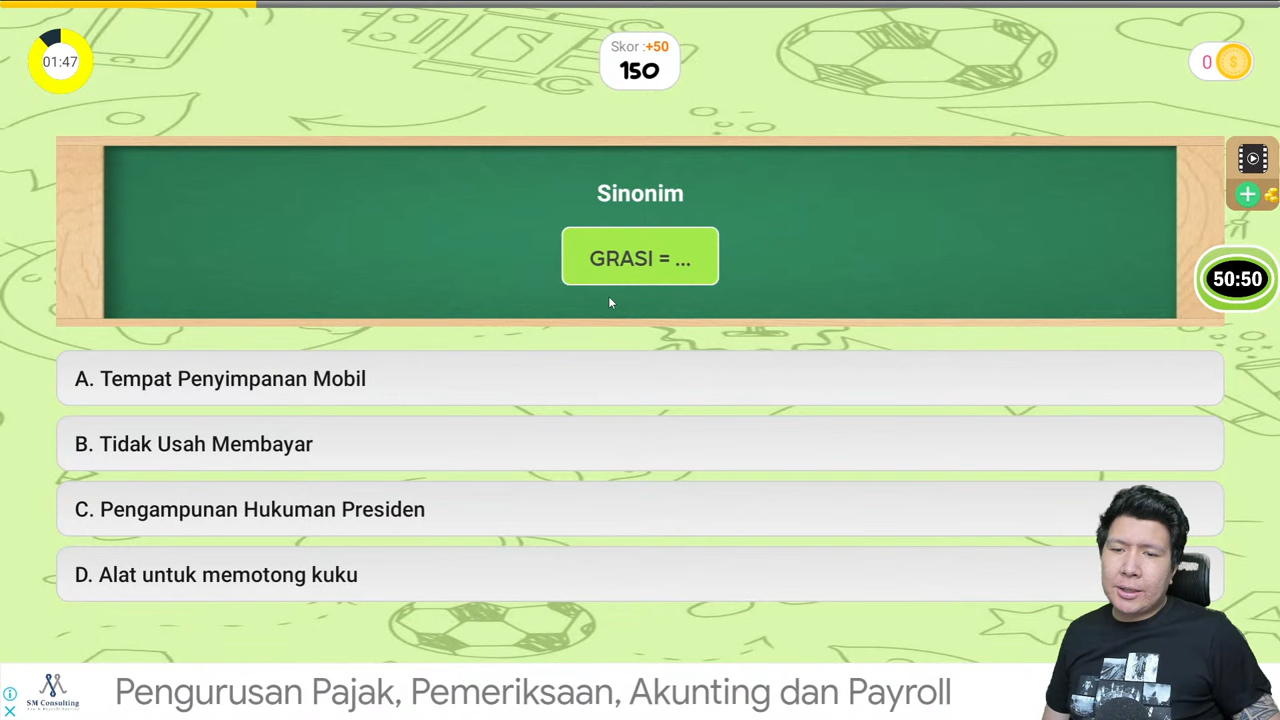 01:47
Skor :+50
150
0
Sinonim
GRASI = ...
50:50
A. Tempat Penyimpanan Mobil
B. Tidak Usah Membayar
C. Pengampunan Hukuman Presiden
D. Alat untuk memotong kuku
SM Consulting
Pengurusan Pajak, Pemeriksaan, Akunting dan Payroll